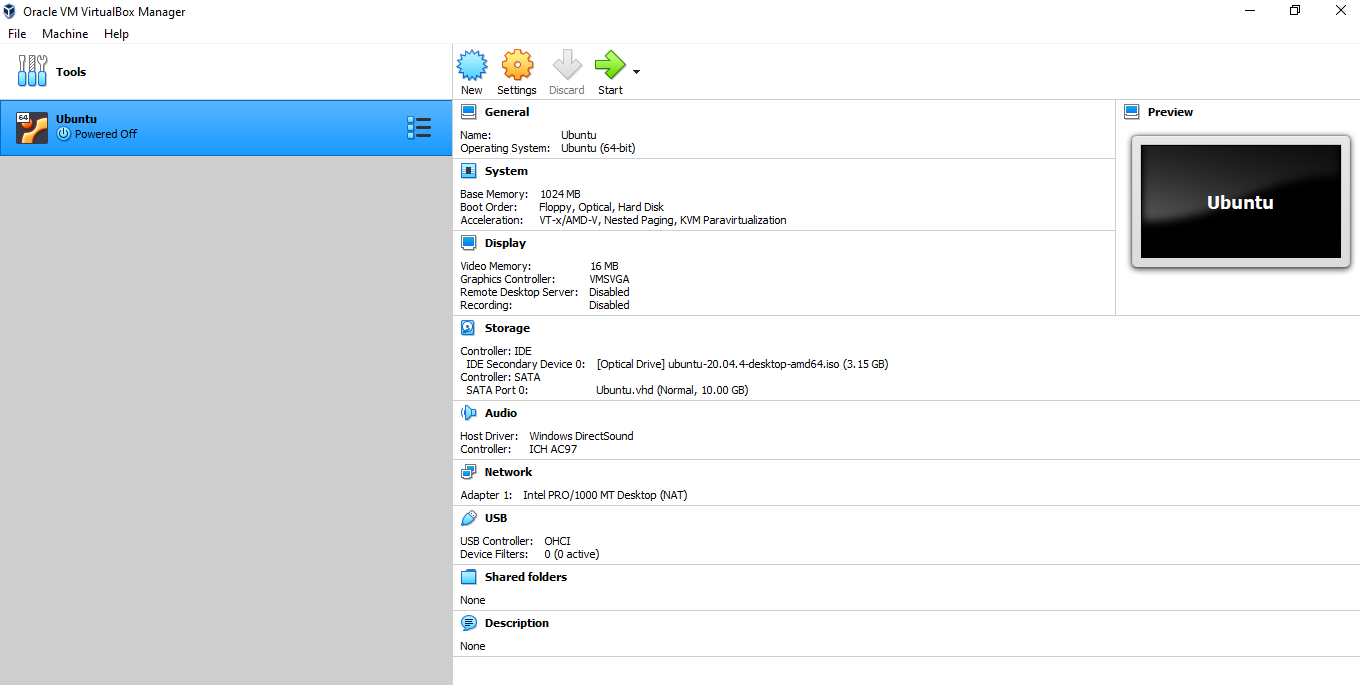 Oracle VM VirtualBox Manager
File Machine Help
Tools
New Settings Discard Start
64
Ubuntu
Powered Off
General
Name: Ubuntu
Operating System: Ubuntu (64-bit)
Preview
Ubuntu
System
Base Memory: 1024 MB
Boot Order: Floppy, Optical, Hard Disk
Acceleration: VT-x/AMD-V, Nested Paging, KVM Paravirtualization
Display
Video Memory: 16 MB
Graphics Controller: VMSVGA
Remote Desktop Server: Disabled
Recording: Disabled
Storage
Controller: IDE
IDE Secondary Device 0: [Optical Drive] ubuntu-20.04.4-desktop-amd64.iso (3.15 GB)
Controller: SATA
SATA Port 0: Ubuntu.vhd (Normal, 10.00 GB)
Audio
Host Driver: Windows DirectSound
Controller: ICH AC97
Network
Adapter 1: Intel PRO/1000 MT Desktop (NAT)
USB
USB Controller: OHCI
Device Filters: 0 (0 active)
Shared folders
None
Description
None